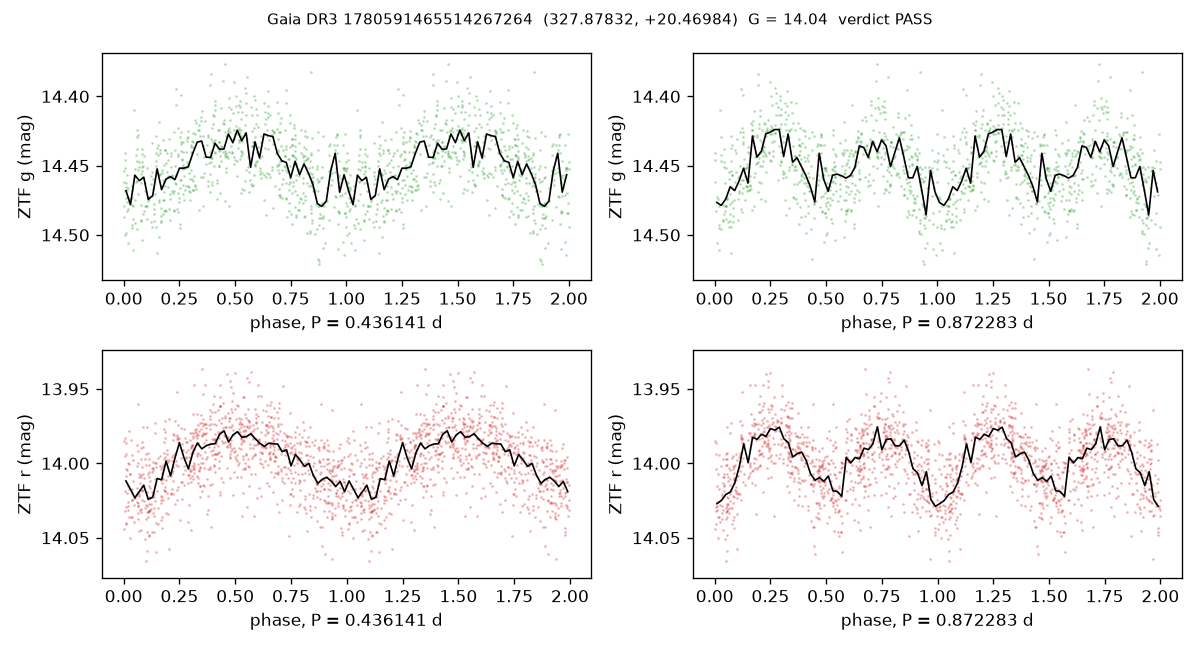 Gaia DR3 1780591465514267264 (327.87832, +20.46984) G = 14.04 verdict PASS
ZTF g (mag)
14.40
14.45
14.50
0.00 0.25 0.50 0.75 1.00 1.25 1.50 1.75 2.00
phase, P = 0.436141 d
ZTF g (mag)
14.40
14.45
14.50
0.00 0.25 0.50 0.75 1.00 1.25 1.50 1.75 2.00
phase, P = 0.872283 d
ZTF r (mag)
13.95
14.00
14.05
0.00 0.25 0.50 0.75 1.00 1.25 1.50 1.75 2.00
phase, P = 0.436141 d
ZTF r (mag)
13.95
14.00
14.05
0.00 0.25 0.50 0.75 1.00 1.25 1.50 1.75 2.00
phase, P = 0.872283 d